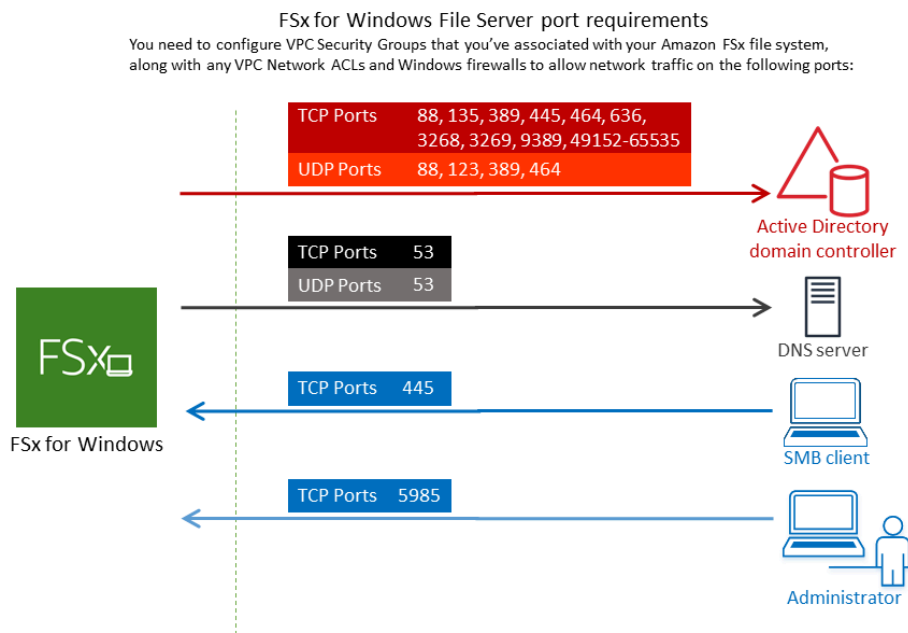 FSx for Windows File Server port requirements
You need to configure VPC Security Groups that you've associated with your Amazon FSx file system,
along with any VPC Network ACLs and Windows firewalls to allow network traffic on the following ports:
TCP Ports 88, 135, 389, 445, 464, 636,
3268, 3269, 9389, 49152-65535
UDP Ports 88, 123, 389, 464
Active Directory
domain controller
TCP Ports 53
UDP Ports 53
DNS server
FSx
FSx for Windows
TCP Ports 445
SMB client
TCP Ports 5985
Administrator